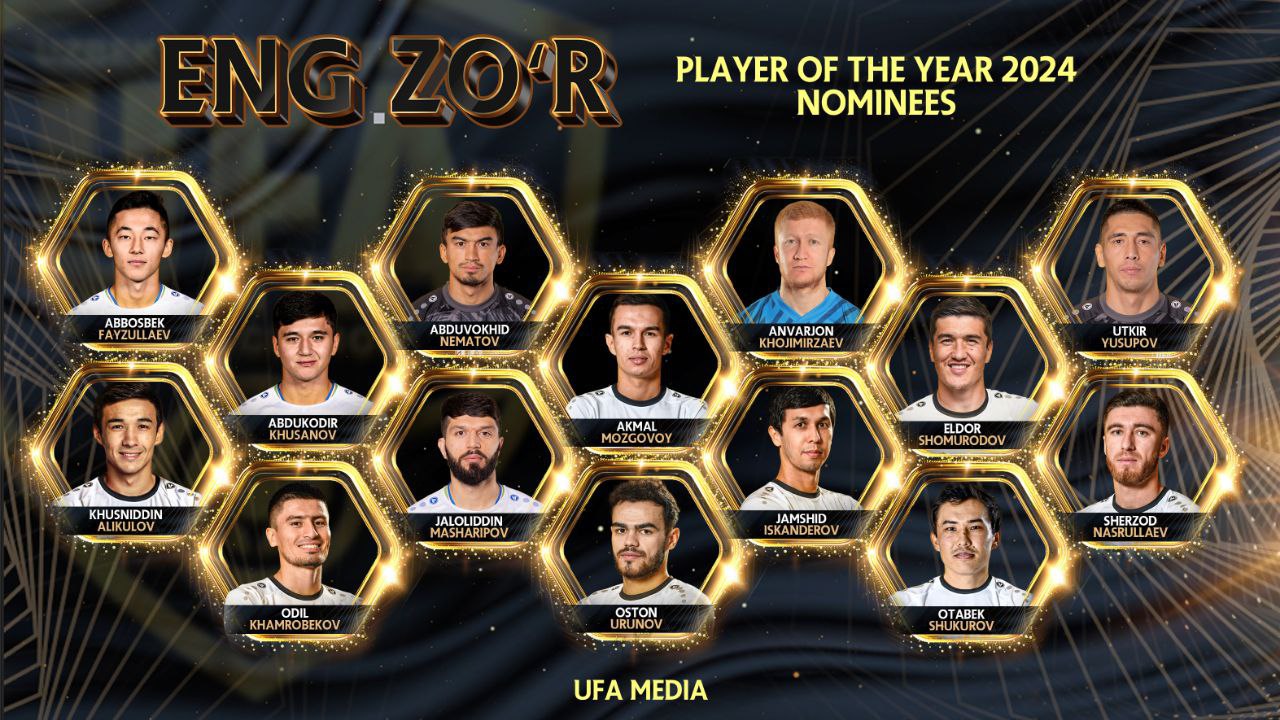 ENG ZO‘R
PLAYER OF THE YEAR 2024
NOMINEES
ABBOSBEK
FAYZULLAEV
ABDUVOKHID
NEMATOV
ANVARJON
KHOJIMIRZAEV
UTKIR
YUSUPOV
ABDUKODIR
KHUSANOV
AKMAL
MOZGOVOY
ELDOR
SHOMURODOV
KHUSNIDDIN
ALIKULOV
JALOLIDDIN
MASHARIPOV
JAMSHID
ISKANDEROV
SHERZOD
NASRULLAEV
ODIL
KHAMROBEKOV
OSTON
URUNOV
OTABEK
SHUKUROV
UFA MEDIA